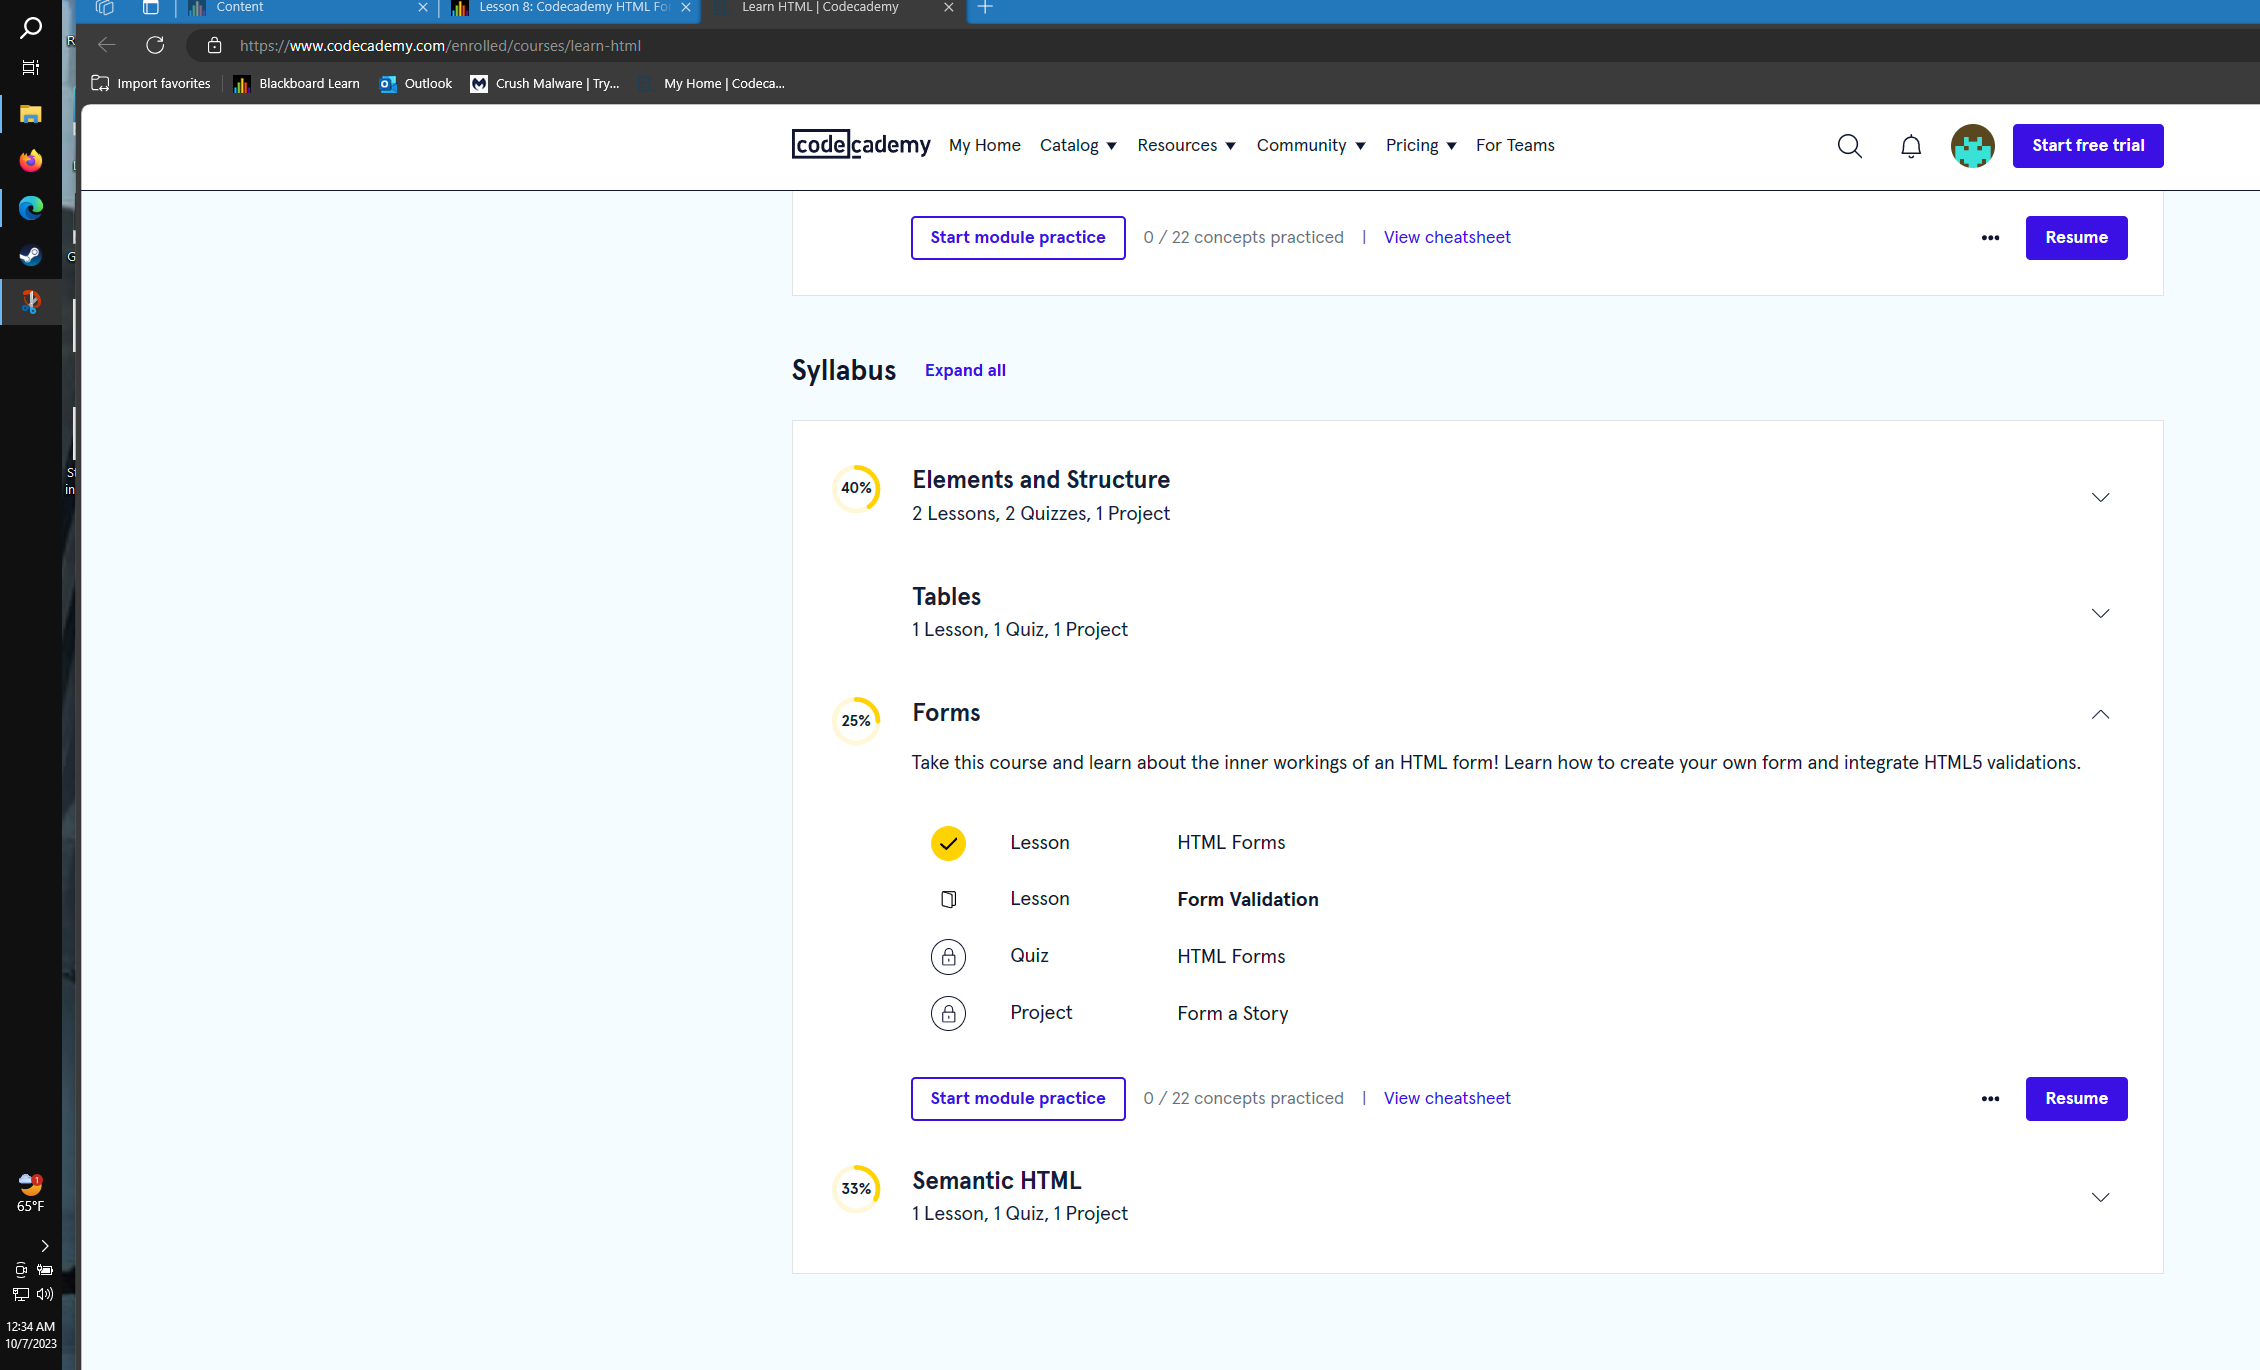 Content
Lesson 8: Codecademy HTML Fo
Learn HTML | Codecademy
https://www.codecademy.com/enrolled/courses/learn-html
Import favorites
Blackboard Learn
Outlook
Crush Malware | Try...
My Home | Codeca...
codecademy
My Home
Catalog
Resources
Community
Pricing
For Teams
Start free trial
Start module practice
0 / 22 concepts practiced
|
View cheatsheet
Resume
Syllabus
Expand all
40%
Elements and Structure
2 Lessons, 2 Quizzes, 1 Project
Tables
1 Lesson, 1 Quiz, 1 Project
25%
Forms
Take this course and learn about the inner workings of an HTML form! Learn how to create your own form and integrate HTML5 validations.
Lesson
HTML Forms
Lesson
Form Validation
Quiz
HTML Forms
Project
Form a Story
Start module practice
0 / 22 concepts practiced
|
View cheatsheet
Resume
33%
Semantic HTML
1 Lesson, 1 Quiz, 1 Project
R
G
St
in
1
65°F
12:34 AM
10/7/2023